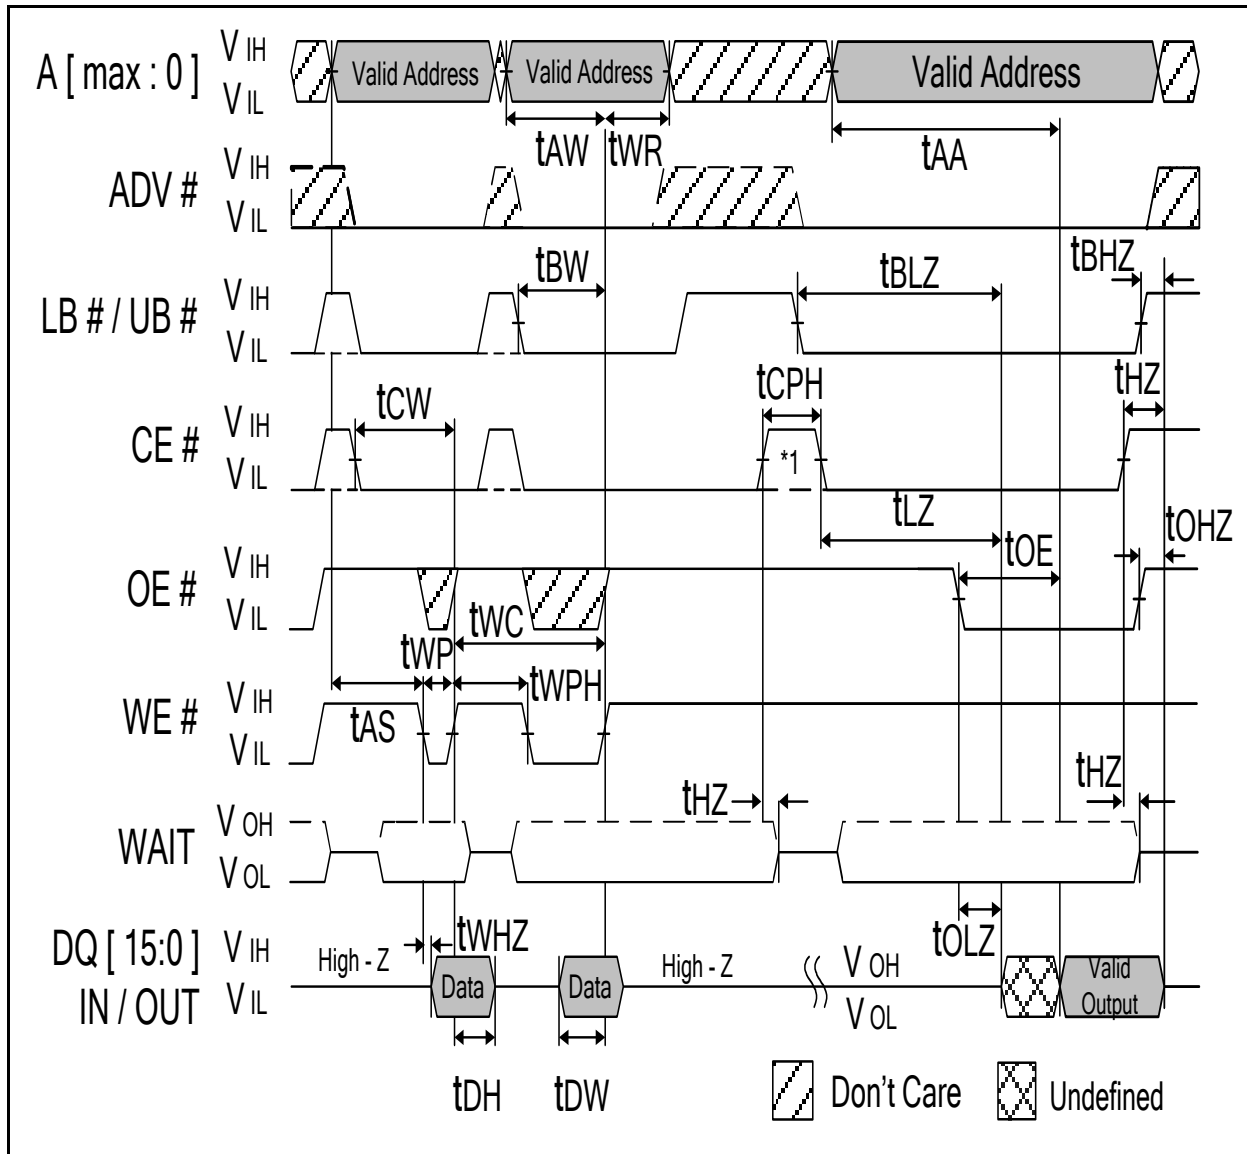 A [ max : 0 ] V IH
V IL
Valid Address Valid Address Valid Address
tAW tWR tAA
ADV # V IH
V IL
tBW tBLZ tBHZ
LB # / UB # V IH
V IL
tCW tCPH tHZ
CE # V IH
V IL
*1
tLZ tOE tOHZ
OE # V IH
V IL
tWP tWC
tAS tWPH
WE # V IH
V IL
tHZ tHZ
WAIT V OH
V OL
tWHZ tOLZ
DQ [ 15:0 ] V IH
IN / OUT V IL
High - Z Data Data High - Z V OH
V OL
Valid
Output
tDH tDW
Don't Care Undefined